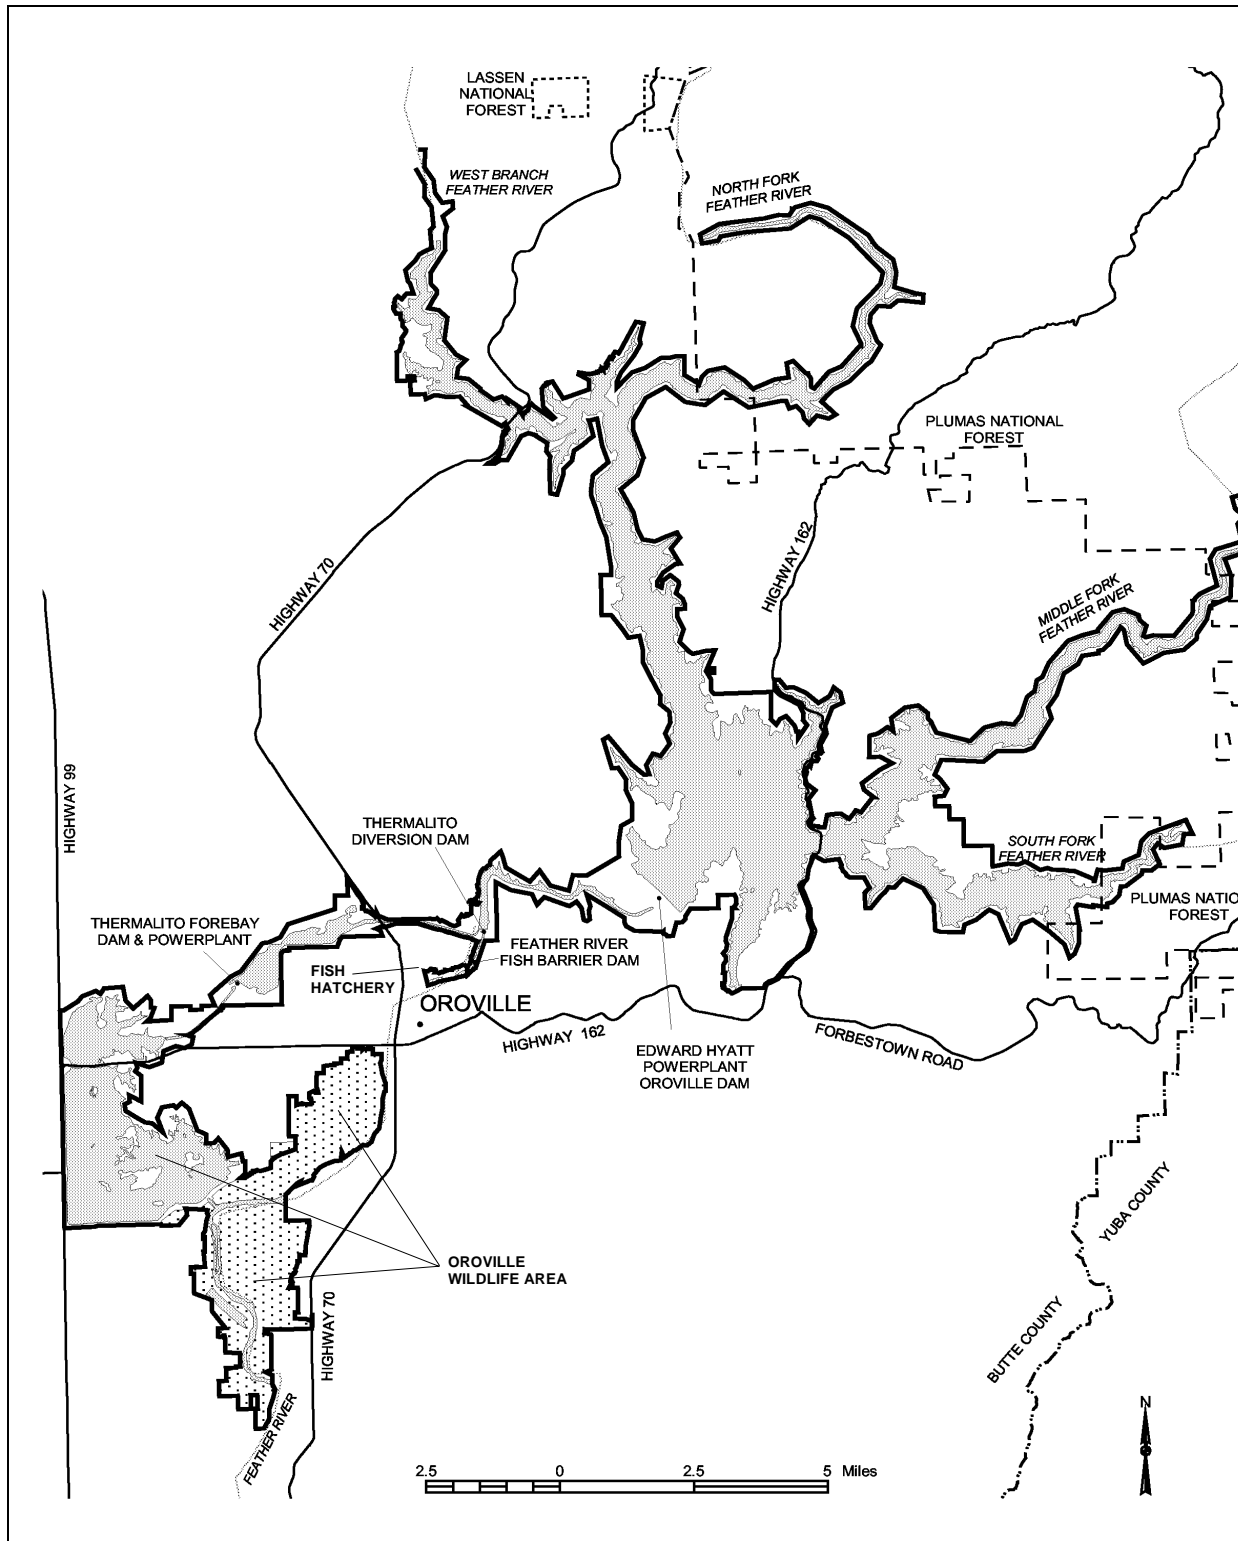 LASSEN
NATIONAL
FOREST
WEST BRANCH
FEATHER RIVER
NORTH FORK
FEATHER RIVER
PLUMAS NATIONAL
FOREST
HIGHWAY 70
HIGHWAY 162
MIDDLE FORK
FEATHER RIVER
HIGHWAY 99
THERMALITO
DIVERSION DAM
SOUTH FORK
FEATHER RIVER
PLUMAS NATIO
FOREST
THERMALITO FOREBAY
DAM & POWERPLANT
FEATHER RIVER
FISH BARRIER DAM
FISH
HATCHERY
OROVILLE
HIGHWAY 162
FORBESTOWN ROAD
EDWARD HYATT
POWERPLANT
OROVILLE DAM
YUBA COUNTY
OROVILLE
WILDLIFE AREA
HIGHWAY 70
BUTTE COUNTY
FEATHER RIVER
N
2.5 0 2.5 5 Miles